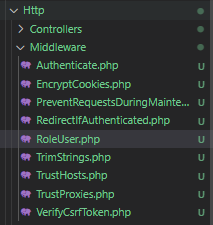 Http
Controllers
Middleware
Authenticate.php U
EncryptCookies.php U
PreventRequestsDuringMainte... U
RedirectIfAuthenticated.php U
RoleUser.php U
TrimStrings.php U
TrustHosts.php U
TrustProxies.php U
VerifyCsrfToken.php U